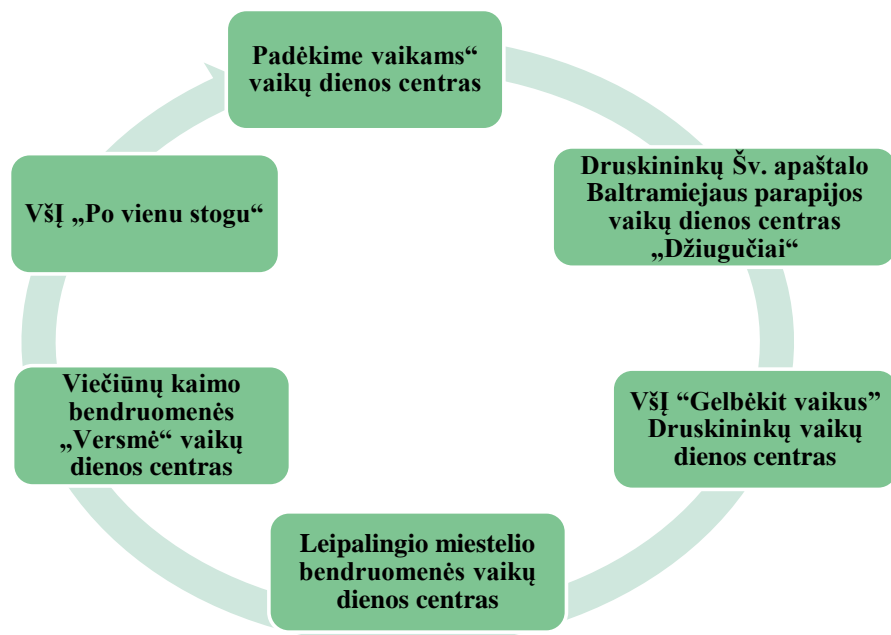 Padėkime vaikams“
vaikų dienos centras
Druskininkų Šv. apaštalo
Baltramiejaus parapijos
vaikų dienos centras
„Džiugučiai“
VšĮ “Gelbėkit vaikus”
Druskininkų vaikų
dienos centras
Leipalingio miestelio
bendruomenės vaikų
dienos centras
Viečiūnų kaimo
bendruomenės
„Versmė“ vaikų
dienos centras
VšĮ „Po vienu stogu“